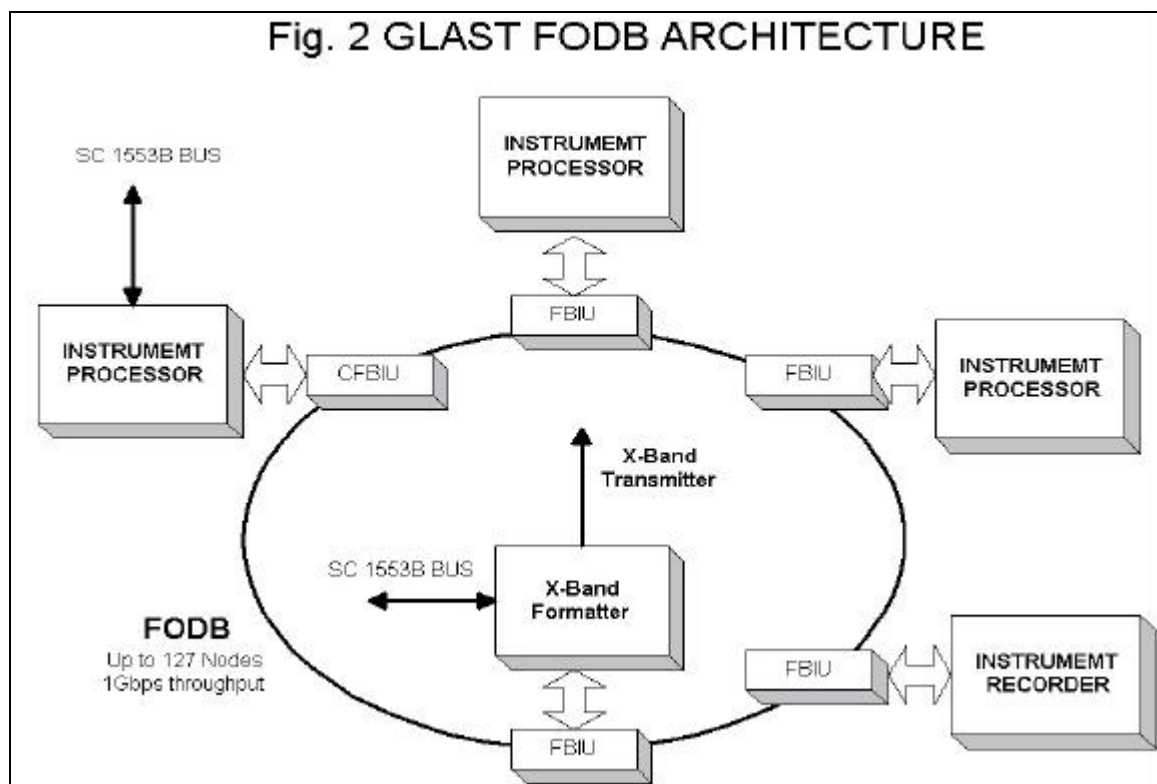 Fig. 2 GLAST FODB ARCHITECTURE
SC 1553B BUS
INSTRUMEMT
PROCESSOR
FBIU
INSTRUMEMT
PROCESSOR
CFBIU
FBIU
INSTRUMEMT
PROCESSOR
X-Band
Transmitter
SC 1553B BUS
X-Band
Formatter
FODB
Up to 127 Nodes
1Gbps throughput
FBIU
INSTRUMEMT
RECORDER
FBIU